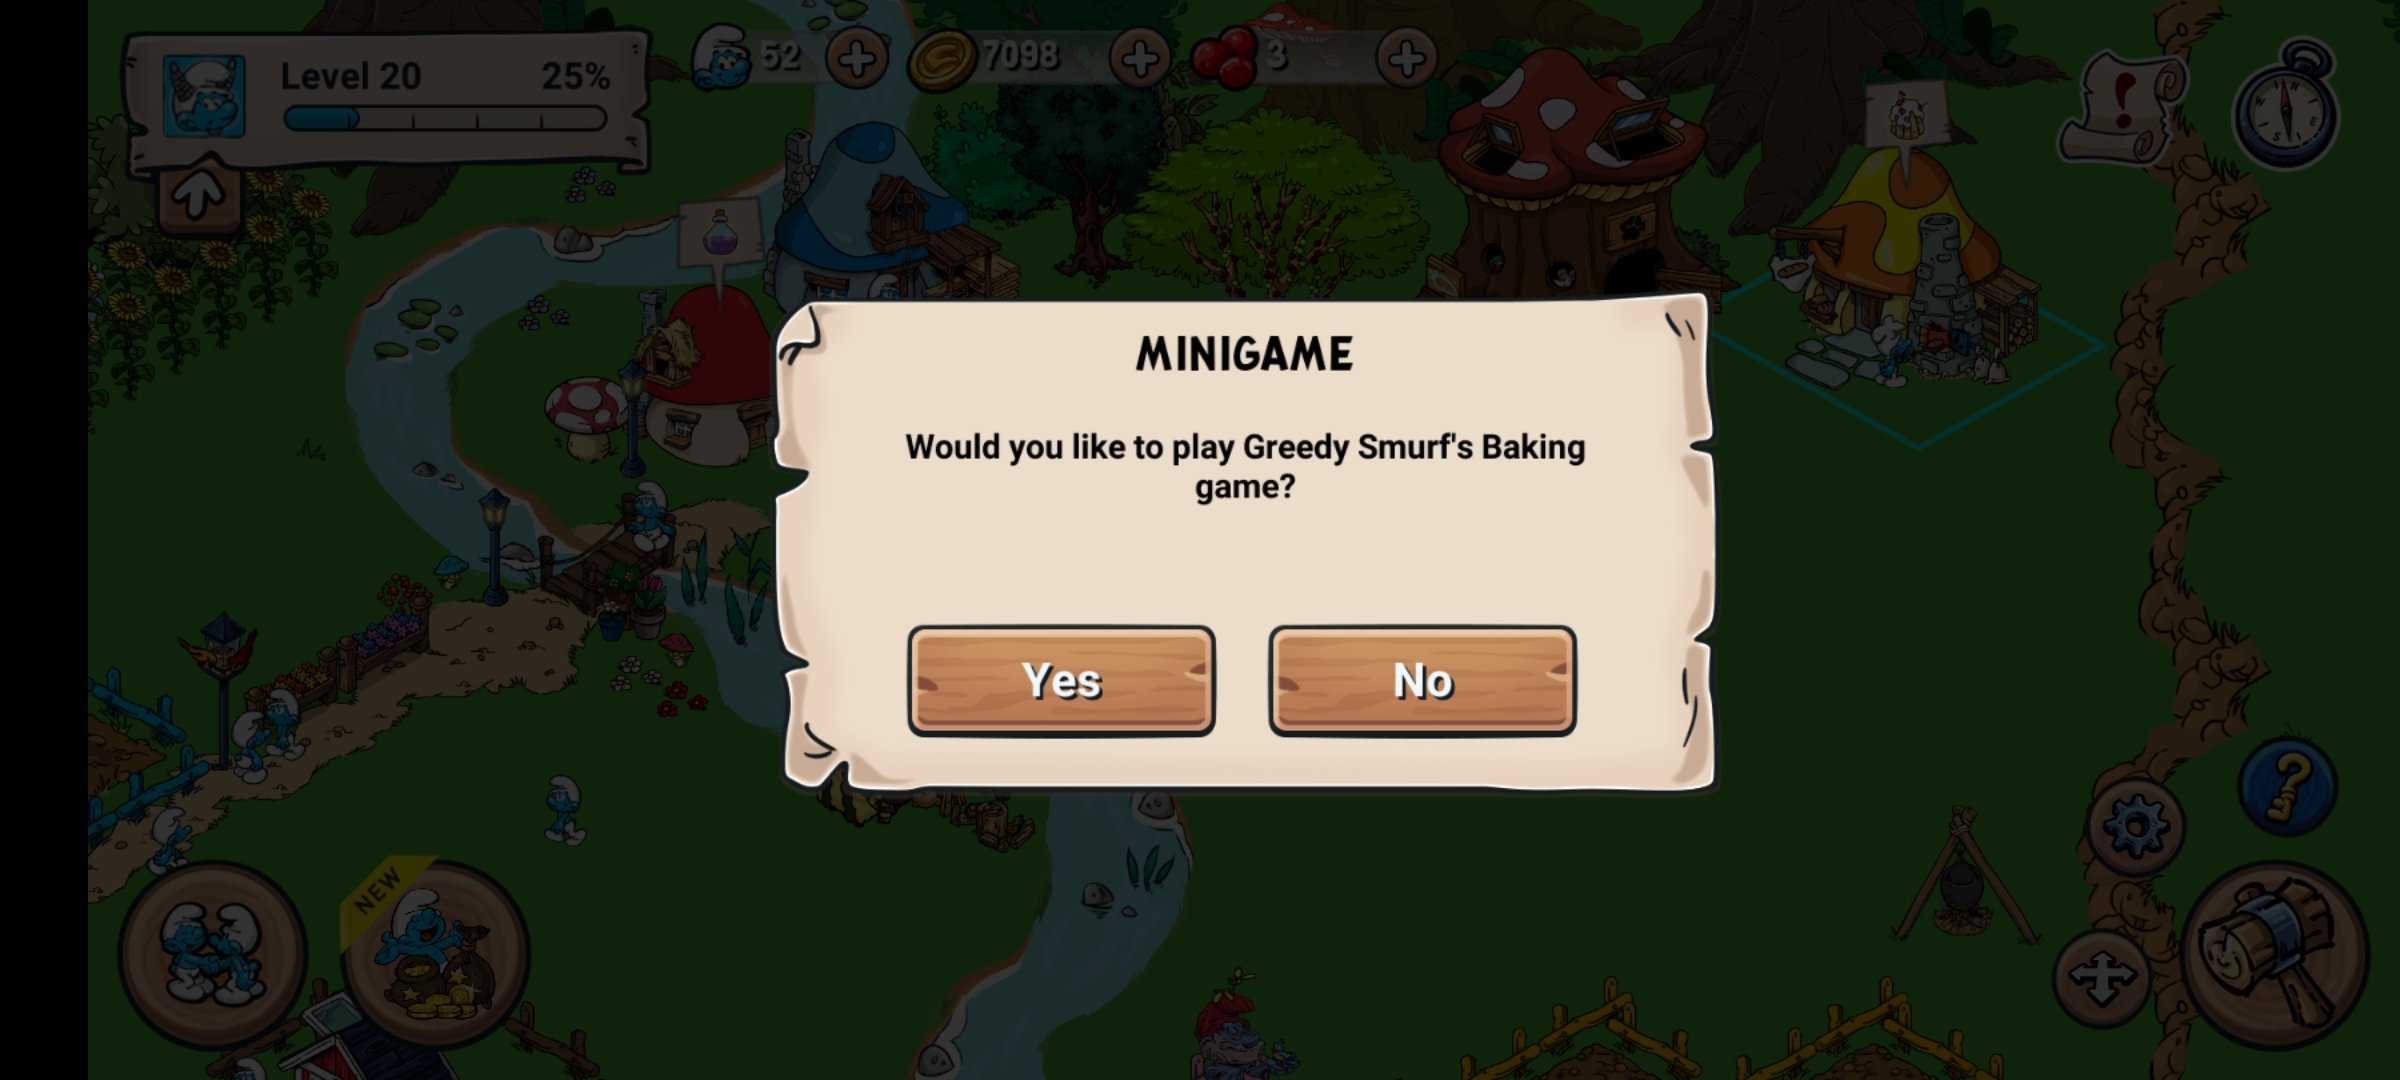 Level 20
25%
52
7098
3
MINIGAME
Would you like to play Greedy Smurf's Baking
game?
Yes
No
NEW